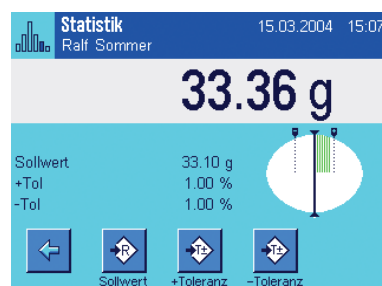 Statistik 15.03.2004 15:07
Ralf Sommer
33.36 g
Sollwert 33.10 g
+Tol 1.00 %
-Tol 1.00 %
R T± T±
Sollwert +Toleranz -Toleranz